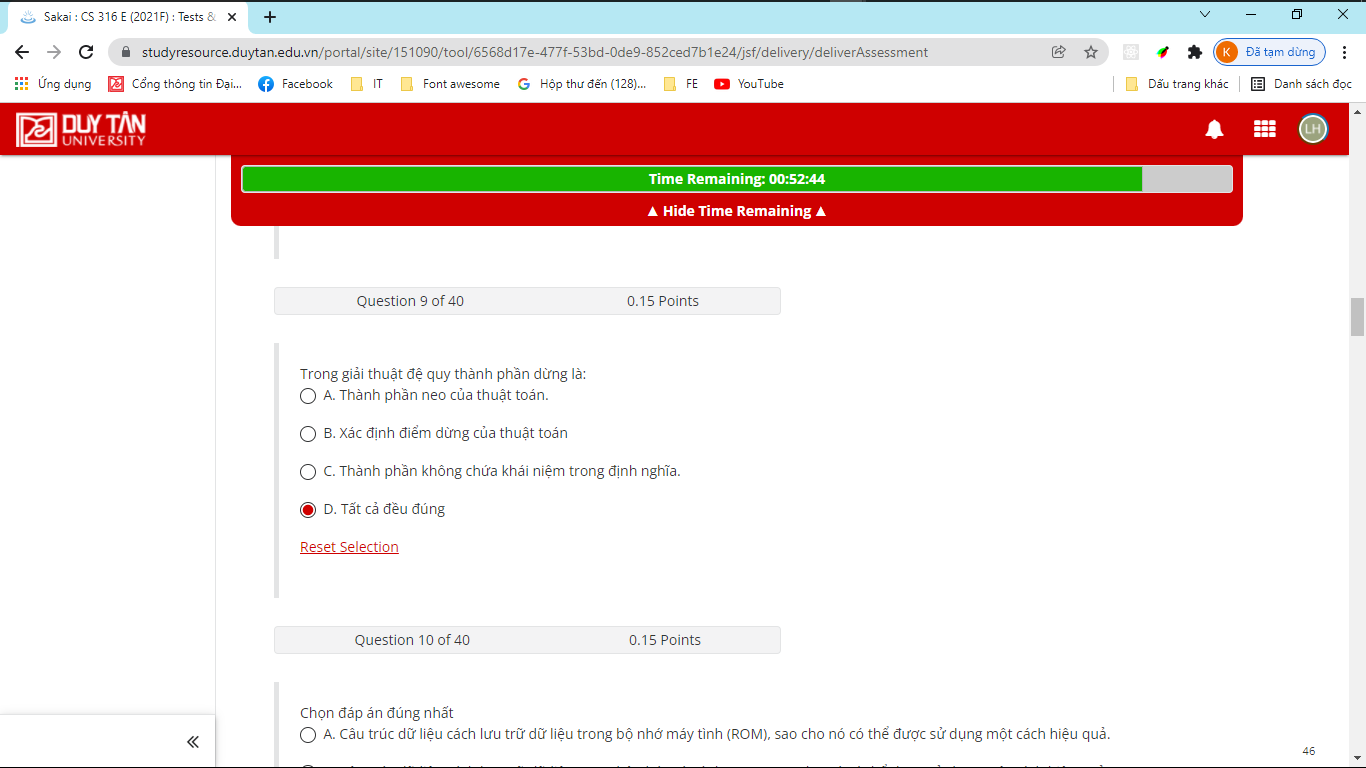 Sakai : CS 316 E (2021F) : Tests &
studyresource.duytan.edu.vn/portal/site/151090/tool/6568d17e-477f-53bd-0de9-852ced7b1e24/jsf/delivery/deliverAssessment
K Đã tạm dừng
Ứng dụng Cổng thông tin Đại... Facebook IT Font awesome Hộp thư đến (128)... FE YouTube Dấu trang khác Danh sách đọc
DUY TÂN
UNIVERSITY
LH
Time Remaining: 00:52:44
▲ Hide Time Remaining ▲
Question 9 of 40 0.15 Points
Trong giải thuật đệ quy thành phần dừng là:
A. Thành phần neo của thuật toán.
B. Xác định điểm dừng của thuật toán
C. Thành phần không chứa khái niệm trong định nghĩa.
D. Tất cả đều đúng
Reset Selection
Question 10 of 40 0.15 Points
Chọn đáp án đúng nhất
A. Câu trúc dữ liệu cách lưu trữ dữ liệu trong bộ nhớ máy tình (ROM), sao cho nó có thể được sử dụng một cách hiệu quả.
46